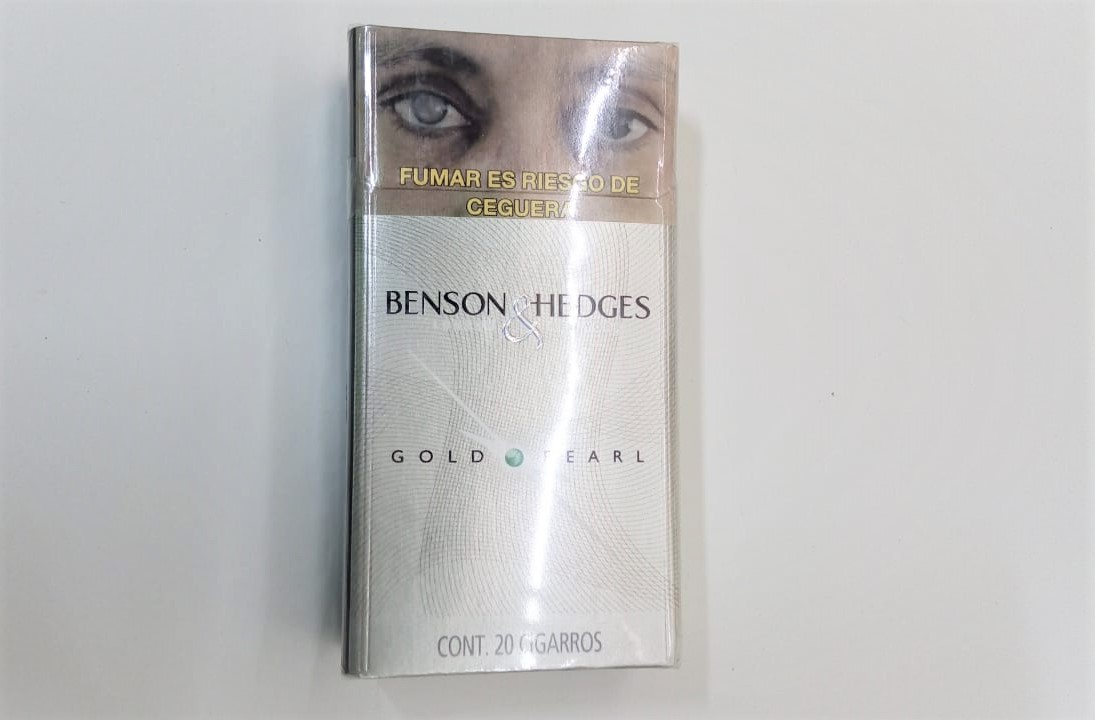 FUMAR ES RIESGO DE
CEGUERA
BENSON & HEDGES
GOLD PEARL
CONT. 20 CIGARROS